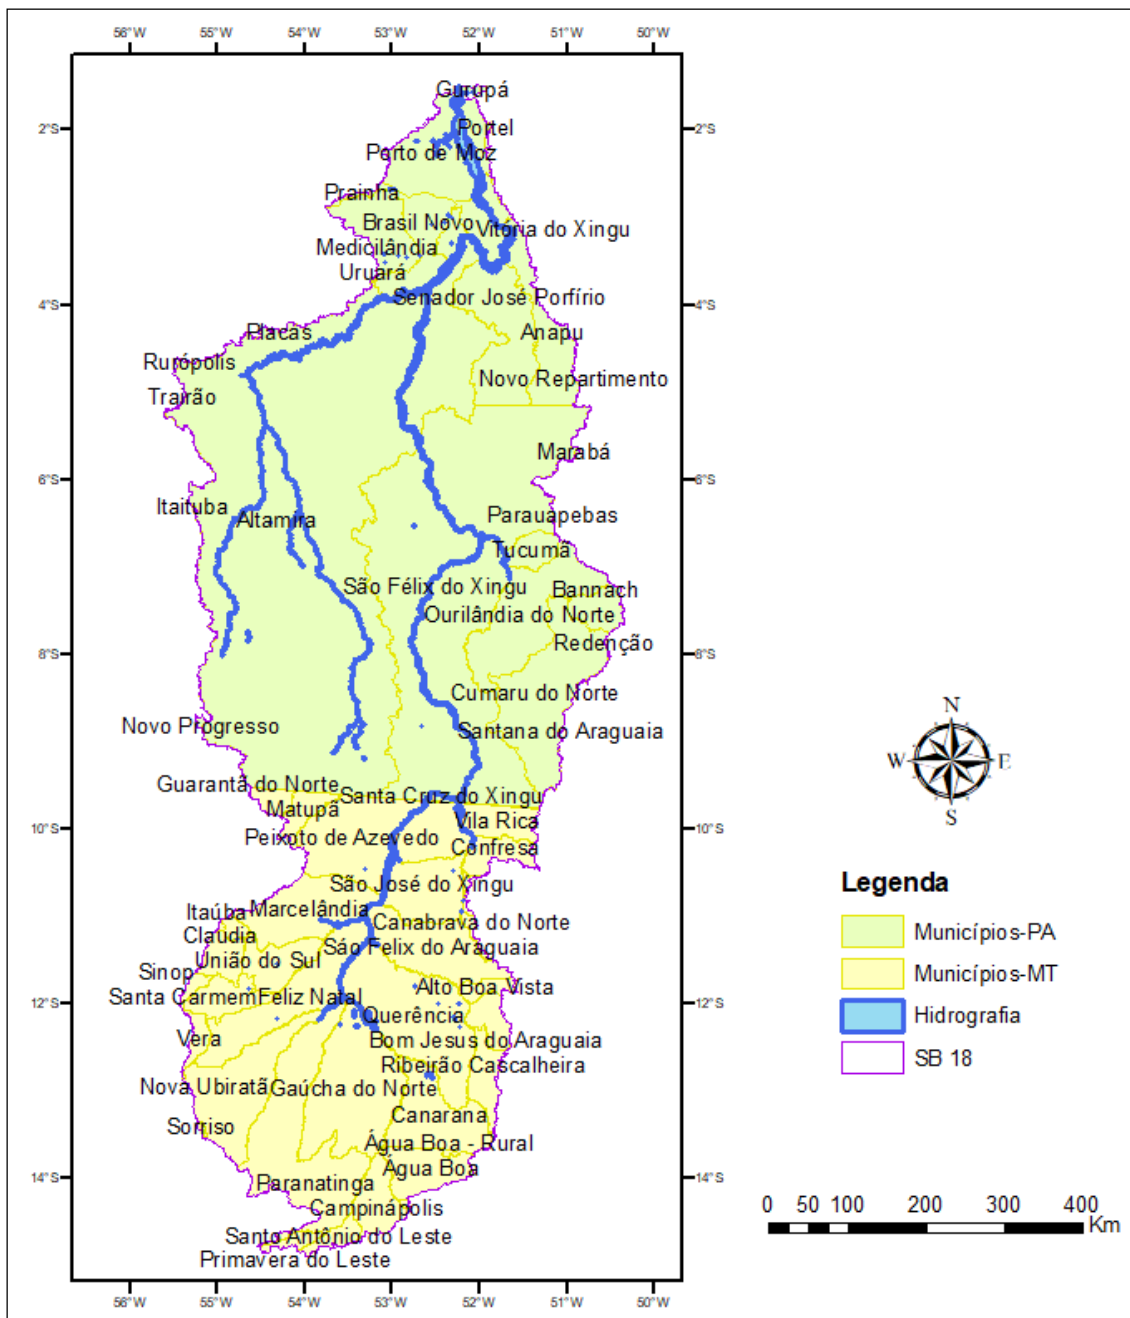 56°W 55°W 54°W 53°W 52°W 51°W 50°W
Gurupá
2°S Portel 2°S
Porto de Moz
Prainha
Brasil Novo Vitória do Xingu
Medicilândia
Uruará
4°S Senador José Porfírio 4°S
Placas Anapu
Rurópolis
Novo Repartimento
Trairão
Marabá
6°S 6°S
Itaituba
Altamira Parauapebas
Tucumã
São Félix do Xingu Bannach
Ourilândia do Norte
Redenção
8°S 8°S
Cumaru do Norte
Novo Progresso Santana do Araguaia
Guarantã do Norte Santa Cruz do Xingu
Matupá Vila Rica
10°S Peixoto de Azevedo 10°S
Confresa
São José do Xingu
Itaúba Marcelândia
Canabrava do Norte
Claudia São Felix do Araguaia
União do Sul
Sinop
Alto Boa Vista
Santa Carmem Feliz Natal
12°S 12°S
Querência
Vera Bom Jesus do Araguaia
Ribeirão Cascalheira
Nova Ubiratã Gaúcha do Norte
Canarana
Sorriso
Água Boa - Rural
Água Boa
14°S Paranatinga 14°S
Campinápolis
Santo Antônio do Leste
Primavera do Leste
56°W 55°W 54°W 53°W 52°W 51°W 50°W
N
W E
S
Legenda
Municípios-PA
Municípios-MT
Hidrografia
SB 18
0 50 100 200 300 400
Km